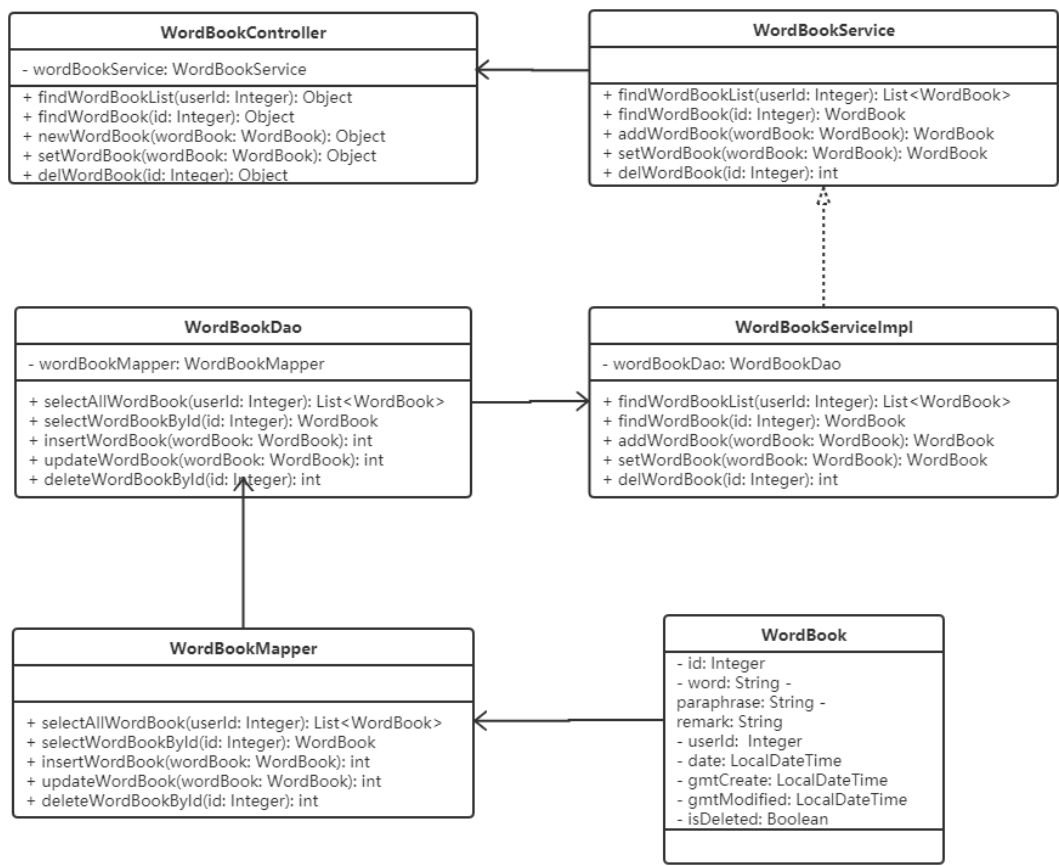 WordBookController
- wordBookService: WordBookService
+ findWordBookList(userId: Integer): Object
+ findWordBook(id: Integer): Object
+ newWordBook(wordBook: WordBook): Object
+ setWordBook(wordBook: WordBook): Object
+ delWordBook(id: Integer): Object
WordBookService
+ findWordBookList(userId: Integer): List<WordBook>
+ findWordBook(id: Integer): WordBook
+ addWordBook(wordBook: WordBook): WordBook
+ setWordBook(wordBook: WordBook): WordBook
+ delWordBook(id: Integer): int
WordBookDao
- wordBookMapper: WordBookMapper
+ selectAllWordBook(userId: Integer): List<WordBook>
+ selectWordBookById(id: Integer): WordBook
+ insertWordBook(wordBook: WordBook): int
+ updateWordBook(wordBook: WordBook): int
+ deleteWordBookById(id: Integer): int
WordBookServiceImpl
- wordBookDao: WordBookDao
+ findWordBookList(userId: Integer): List<WordBook>
+ findWordBook(id: Integer): WordBook
+ addWordBook(wordBook: WordBook): WordBook
+ setWordBook(wordBook: WordBook): WordBook
+ delWordBook(id: Integer): int
WordBookMapper
+ selectAllWordBook(userId: Integer): List<WordBook>
+ selectWordBookById(id: Integer): WordBook
+ insertWordBook(wordBook: WordBook): int
+ updateWordBook(wordBook: WordBook): int
+ deleteWordBookById(id: Integer): int
WordBook
- id: Integer
- word: String -
paraphrase: String -
remark: String
- userId:  Integer
- date: LocalDateTime
- gmtCreate: LocalDateTime
- gmtModified: LocalDateTime
- isDeleted: Boolean